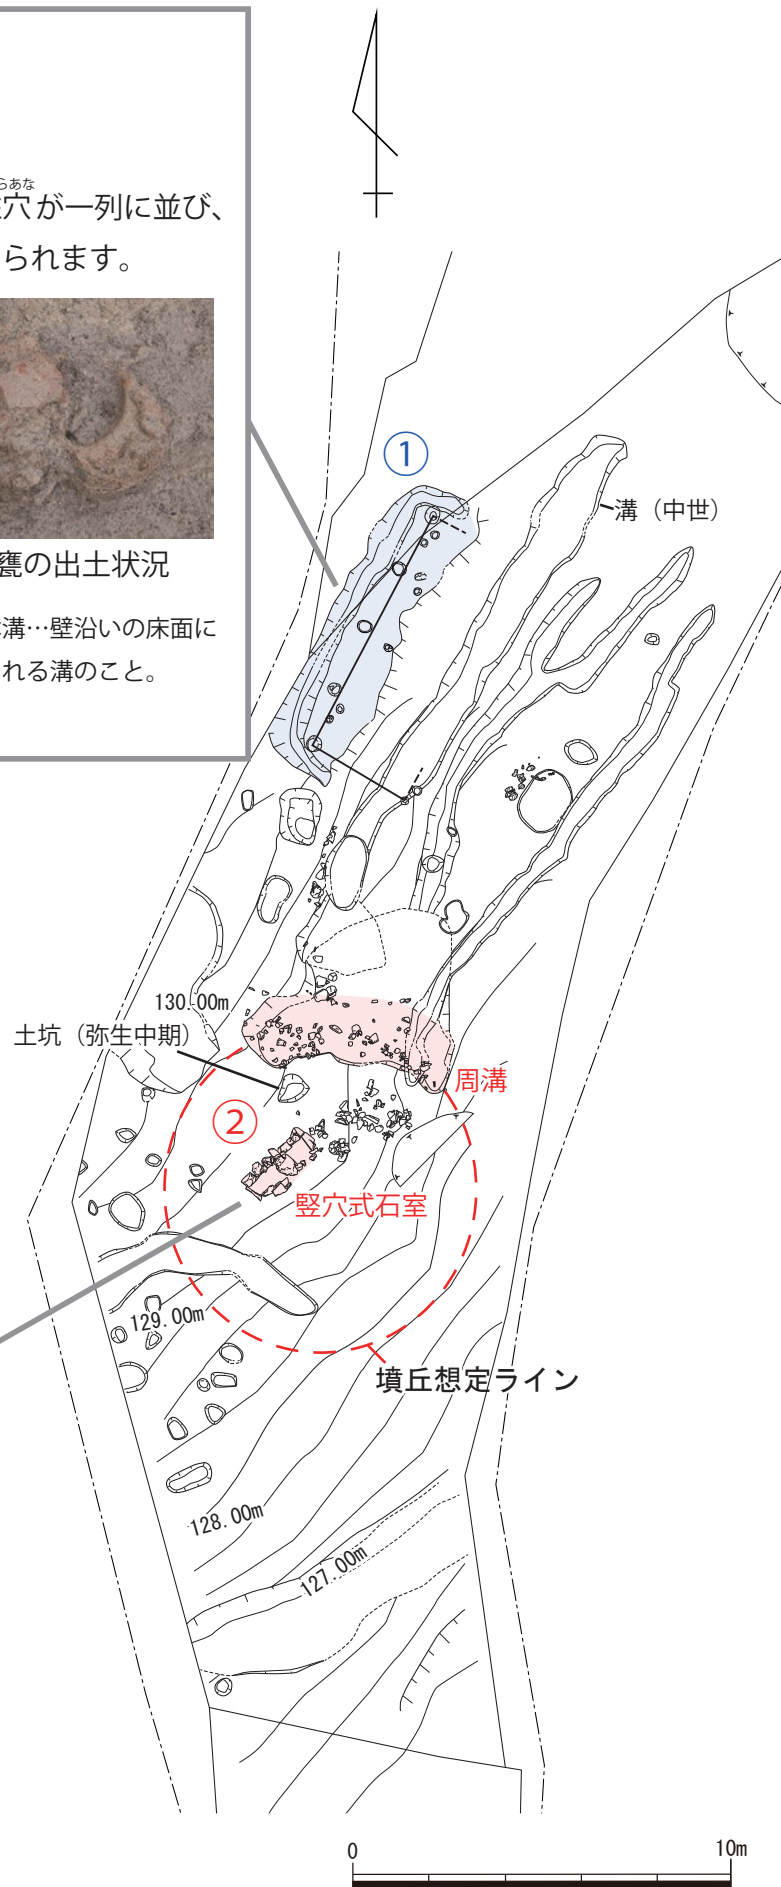 らあな
穴が一列に並び、
られます。
甕の出土状況
溝…壁沿いの床面に
れる溝のこと。
①
溝（中世）
130.00m
土坑（弥生中期）
周溝
②
竪穴式石室
129.00m
墳丘想定ライン
128.00m
127.00m
0
10m